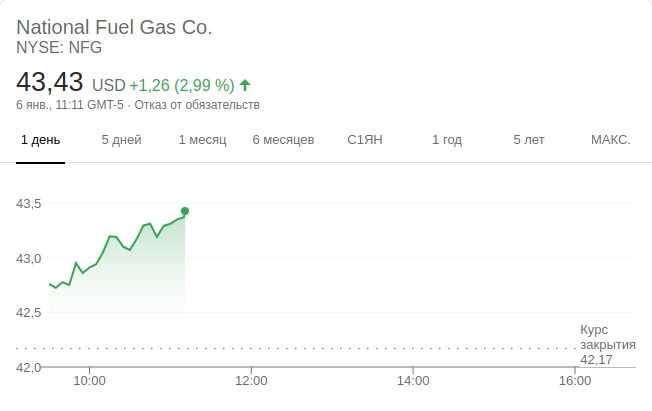 National Fuel Gas Co.
NYSE: NFG
43,43 USD +1,26 (2,99 %)
6 янв., 11:11 GMT-5 · Отказ от обязательств
1 день 5 дней 1 месяц 6 месяцев С1ЯН 1 год 5 лет МАКС.
43,5
43,0
42,5
Курс
закрытия
42,17
42,0
10:00 12:00 14:00 16:00